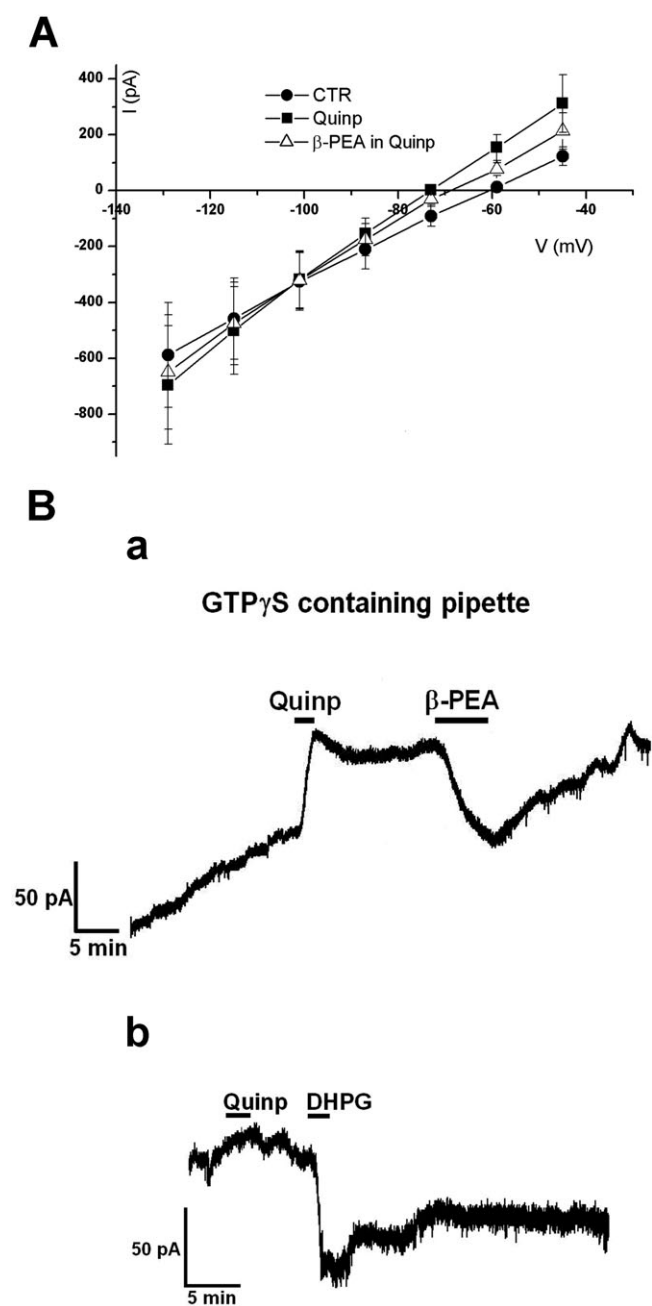 A
I (pA)
400
200
0
-200
-400
-600
-800
-140
-120
-100
-80
-60
-40
V (mV)
CTR
Quinp
β-PEA in Quinp
B
a
GTPγS containing pipette
Quinp
β-PEA
50 pA
5 min
b
Quinp
DHPG
50 pA
5 min